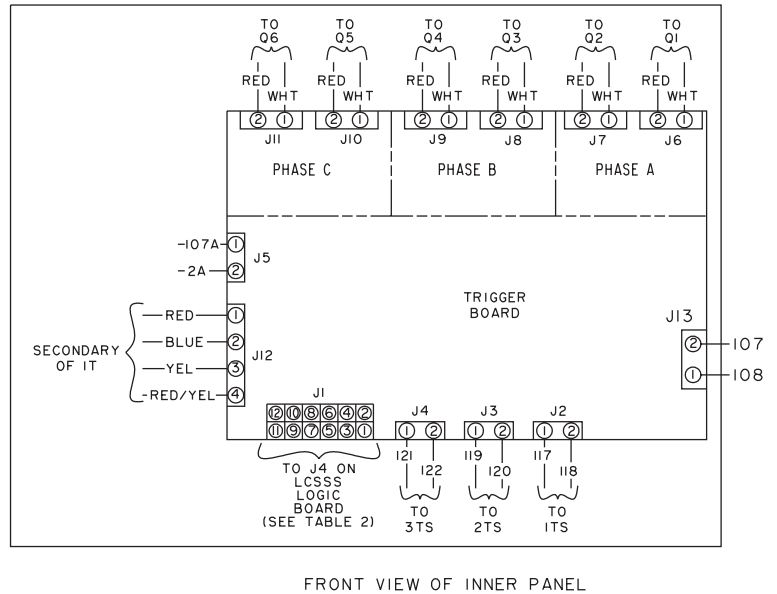 TO TO TO TO TO TO
Q6 Q5 Q4 Q3 Q2 Q1
RED RED RED RED RED RED
WHT WHT WHT WHT WHT WHT
2 1 2 1 2 1 2 1 2 1 2 1
J11 J10 J9 J8 J7 J6
PHASE C PHASE B PHASE A
-107A 1
J5
-2A 2
TRIGGER
BOARD
RED 1
BLUE 2
SECONDARY
OF 1T
J12
YEL 3
RED/YEL 4
J13
2 107
1 108
J1
12 10 8 6 4 2
11 9 7 5 3 1
J4 J3 J2
1 2 1 2 1 2
121 119 117
122 120 118
TO J4 ON
LCSSS
LOGIC
BOARD
(SEE TABLE 2)
TO TO TO
3TS 2TS 1TS
FRONT VIEW OF INNER PANEL